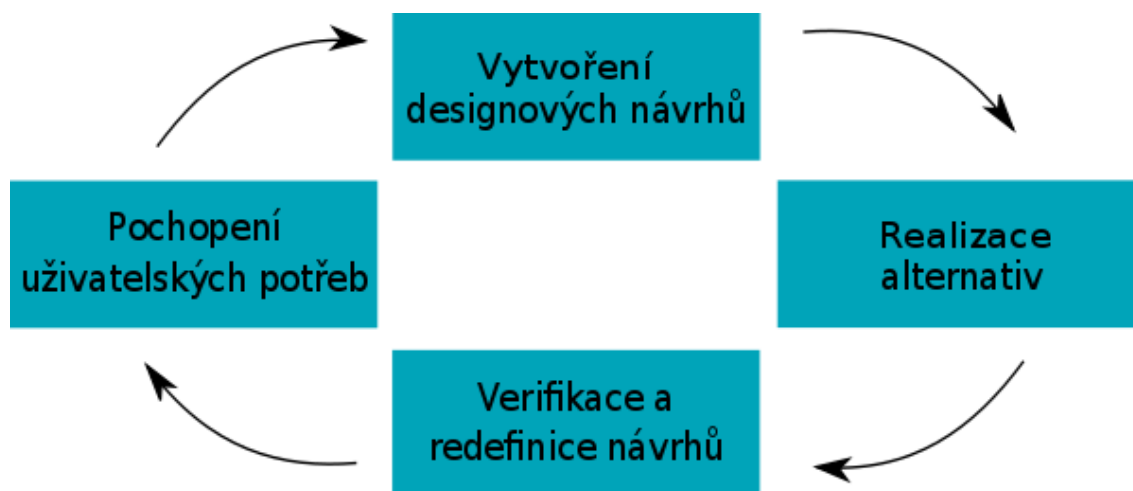 Vytvoření
designových návrhů
Pochopení
uživatelských potřeb
Realizace
alternativ
Verifikace a
redefinice návrhů